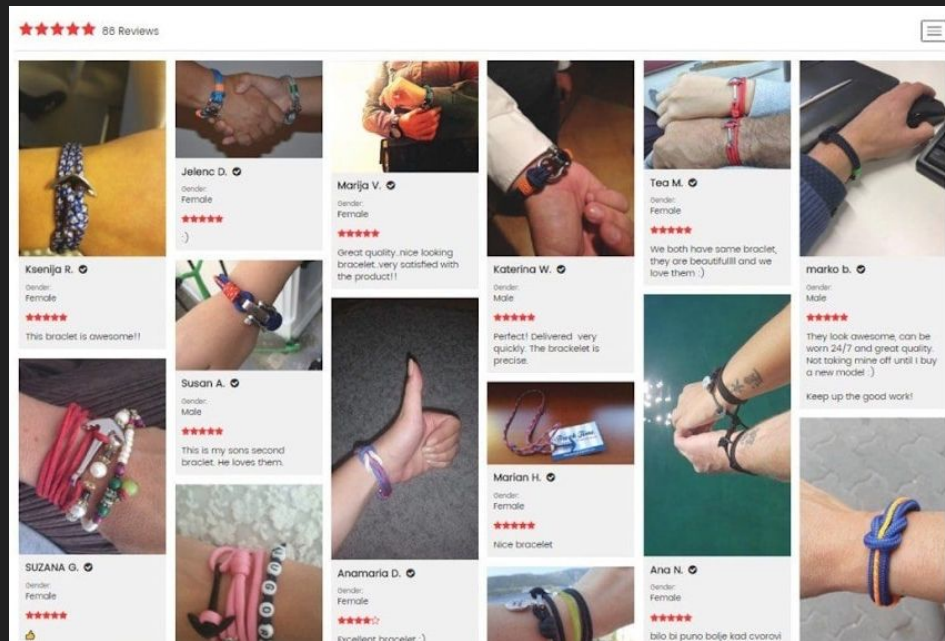 88 Reviews
Ksenija R.
Gender:
Female
This braclet is awesome!!
SUZANA G.
Gender:
Female
Jelenc D.
Gender:
Female
:)
Susan A.
Gender:
Male
This is my sons second
braclet. He loves them.
Marija V.
Gender:
Female
Great quality..nice looking
bracelet..very satisfied with
the product!!
Anamaria D.
Gender:
Female
Excellent bracelet :)
Katerina W.
Gender:
Male
Perfect! Delivered very
quickly. The brackelet is
precise.
Marian H.
Gender:
Female
Nice bracelet
Tea M.
Gender:
Female
We both have same braclet,
they are beautifullll and we
love them :)
Ana N.
Gender:
Female
bilo bi puno bolje kad cvorovi
marko b.
Gender:
Male
They look awesome, can be
worn 24/7 and great quality.
Not taking mine off until I buy
a new model :)
Keep up the good work!